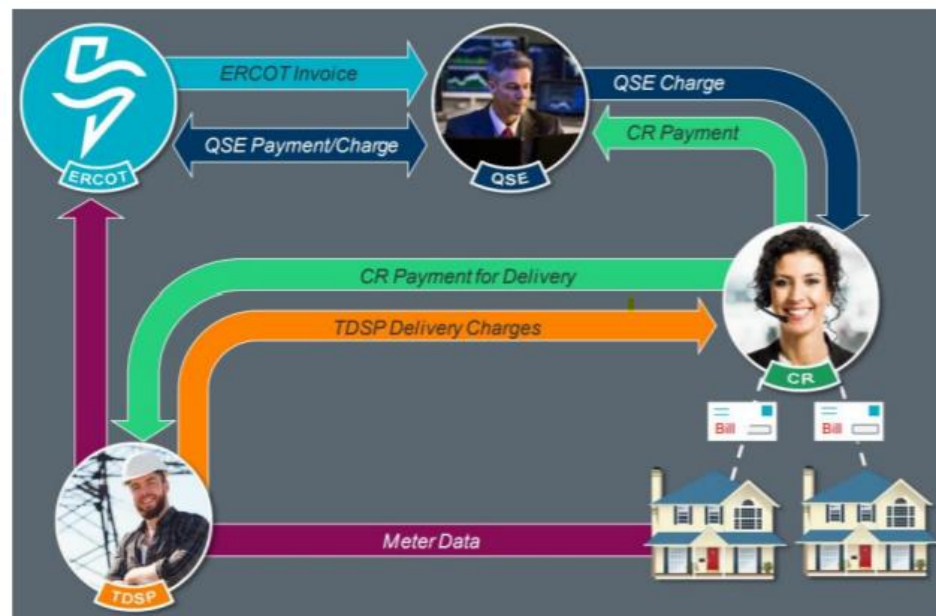 ERCOT Invoice
QSE Charge
CR Payment
QSE Payment/Charge
ERCOT
QSE
CR Payment for Delivery
TDSP Delivery Charges
CR
Bill
Bill
Meter Data
TDSP